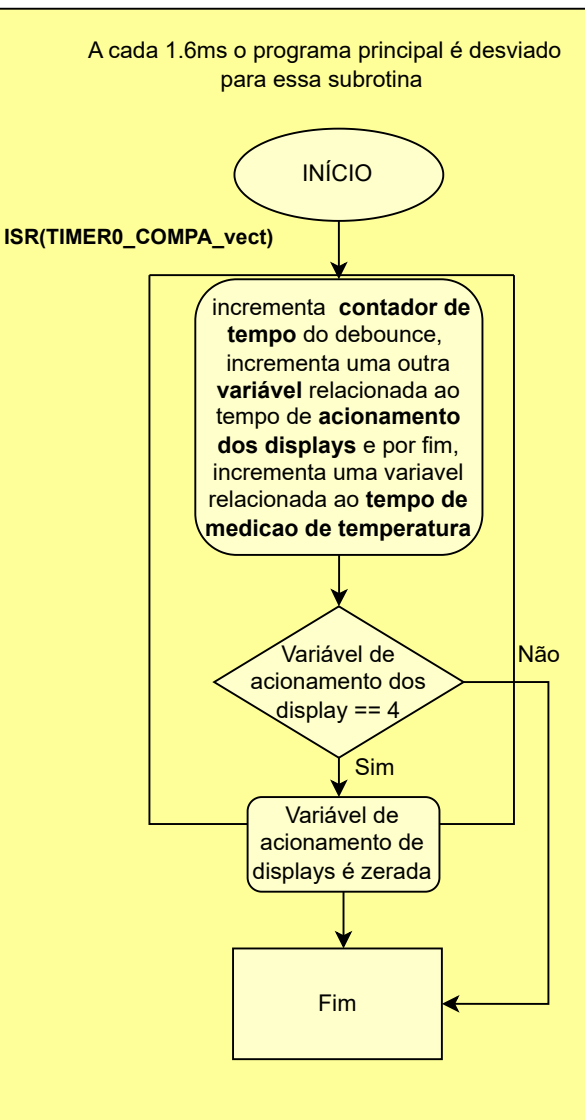 A cada 1.6ms o programa principal é desviado
para essa subrotina
INÍCIO
ISR(TIMER0_COMPA_vect)
incrementa contador de
tempo do debounce,
incrementa uma outra
variável relacionada ao
tempo de acionamento
dos displays e por fim,
incrementa uma variavel
relacionada ao tempo de
medicao de temperatura
Variável de
acionamento dos
display == 4
Não
Sim
Variável de
acionamento de
displays é zerada
Fim